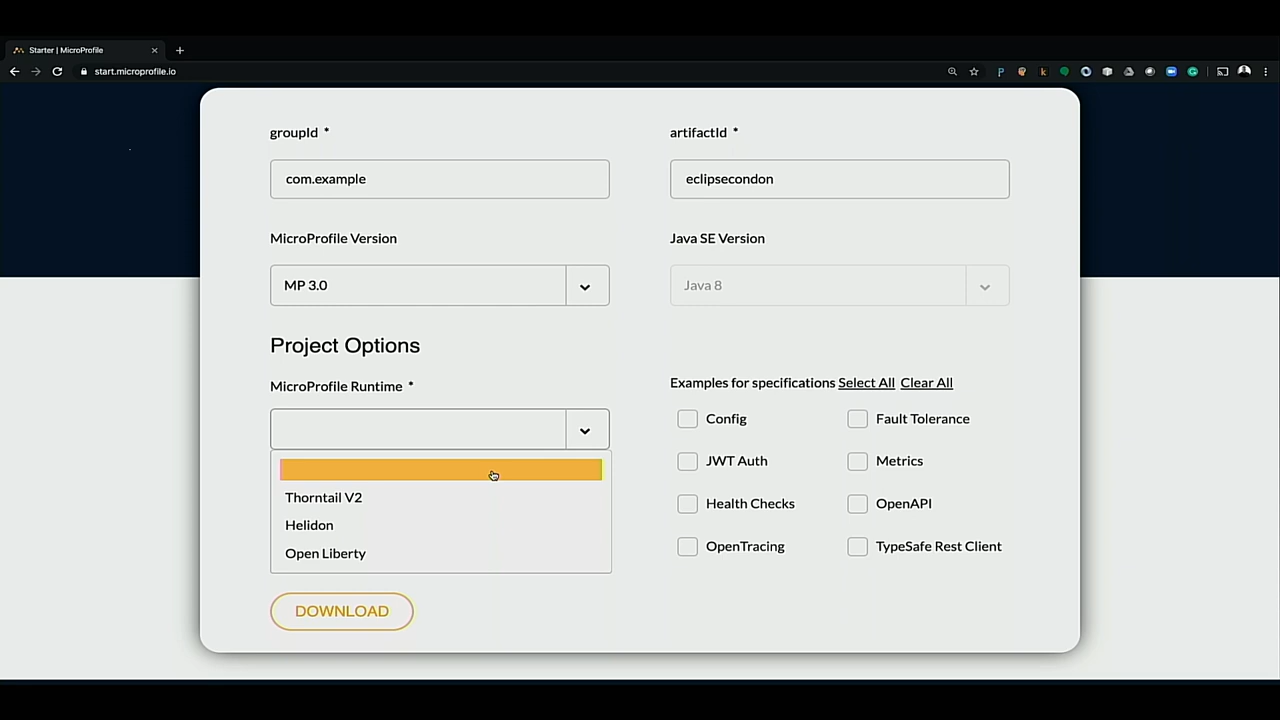 Starter | MicroProfile
start.microprofile.io
groupId *
artifactId *
com.example
eclipsecondon
MicroProfile Version
Java SE Version
MP 3.0
Java 8
Project Options
MicroProfile Runtime *
Examples for specifications Select All Clear All
Config
Fault Tolerance
JWT Auth
Metrics
Thorntail V2
Health Checks
OpenAPI
Helidon
Open Liberty
OpenTracing
TypeSafe Rest Client
DOWNLOAD